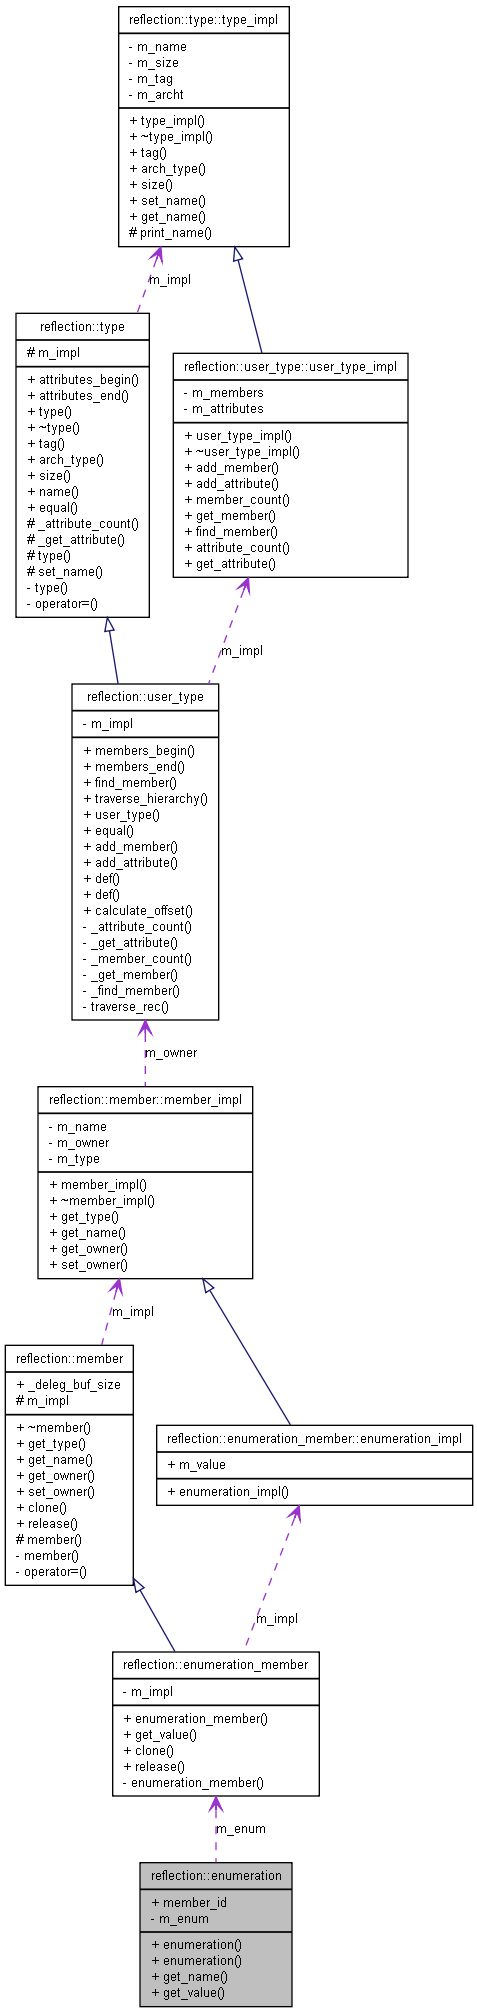 reflection::type::type_impl
- m_name
- m_size
- m_tag
- m_archt
+ type_impl()
+ ~type_impl()
+ tag()
+ arch_type()
+ size()
+ set_name()
+ get_name()
# print_name()
m_impl
reflection::type
# m_impl
+ attributes_begin()
+ attributes_end()
+ type()
+ ~type()
+ tag()
+ arch_type()
+ size()
+ name()
+ equal()
# _attribute_count()
# _get_attribute()
# type()
# set_name()
- type()
- operator=()
reflection::user_type::user_type_impl
- m_members
- m_attributes
+ user_type_impl()
+ ~user_type_impl()
+ add_member()
+ add_attribute()
+ member_count()
+ get_member()
+ find_member()
+ attribute_count()
+ get_attribute()
m_impl
reflection::user_type
- m_impl
+ members_begin()
+ members_end()
+ find_member()
+ traverse_hierarchy()
+ user_type()
+ equal()
+ add_member()
+ add_attribute()
+ def()
+ def()
+ calculate_offset()
- _attribute_count()
- _get_attribute()
- _member_count()
- _get_member()
- _find_member()
- traverse_rec()
m_owner
reflection::member::member_impl
- m_name
- m_owner
- m_type
+ member_impl()
+ ~member_impl()
+ get_type()
+ get_name()
+ get_owner()
+ set_owner()
m_impl
reflection::member
+ _deleg_buf_size
# m_impl
+ ~member()
+ get_type()
+ get_name()
+ get_owner()
+ set_owner()
+ clone()
+ release()
# member()
- member()
- operator=()
reflection::enumeration_member::enumeration_impl
+ m_value
+ enumeration_impl()
m_impl
reflection::enumeration_member
- m_impl
+ enumeration_member()
+ get_value()
+ clone()
+ release()
- enumeration_member()
m_enum
reflection::enumeration
+ member_id
- m_enum
+ enumeration()
+ enumeration()
+ get_name()
+ get_value()